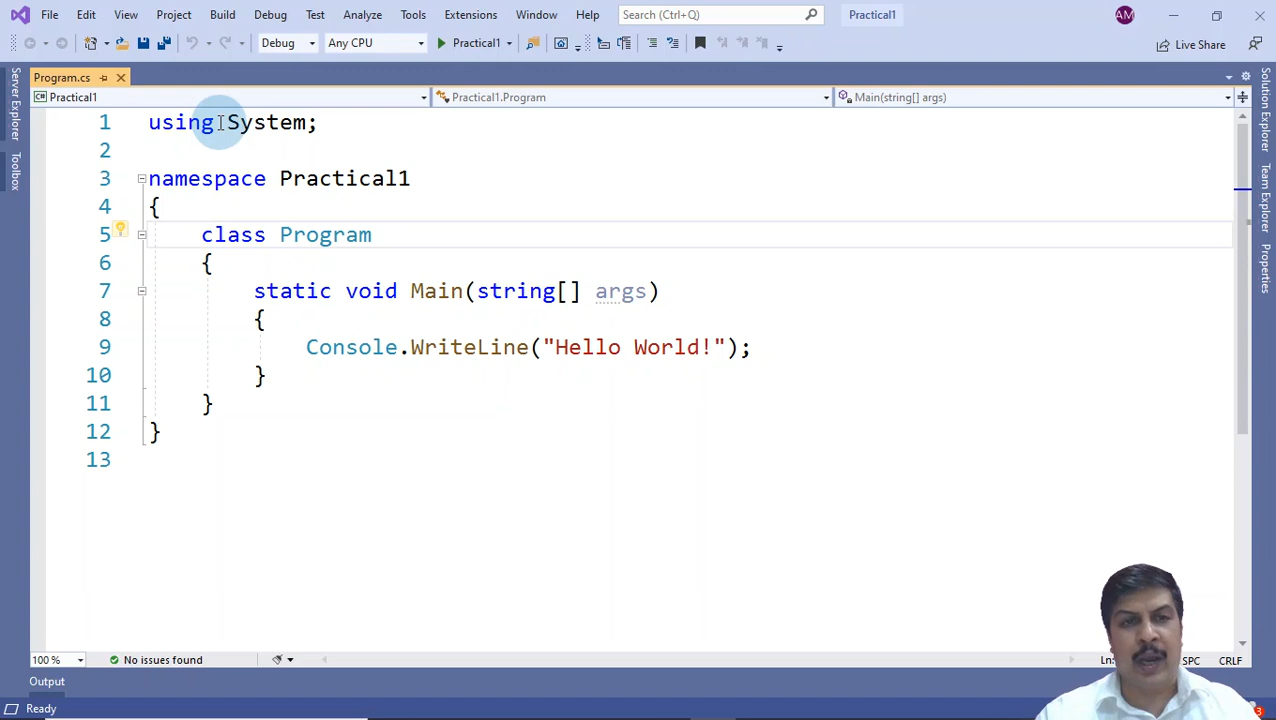 File Edit View Project Build Debug Test Analyze Tools Extensions Window Help Search (Ctrl+Q) Practical1 AM
Debug Any CPU Practical1 Live Share
Program.cs
Practical1 Practical1.Program Main(string[] args)
Server Explorer
Toolbox
Solution Explorer
Team Explorer
Properties
1 using System;
2
3 namespace Practical1
4 {
5 class Program
6 {
7 static void Main(string[] args)
8 {
9 Console.WriteLine("Hello World!");
10 }
11 }
12 }
13
100 % No issues found Ln: SPC CRLF
Output
Ready 3